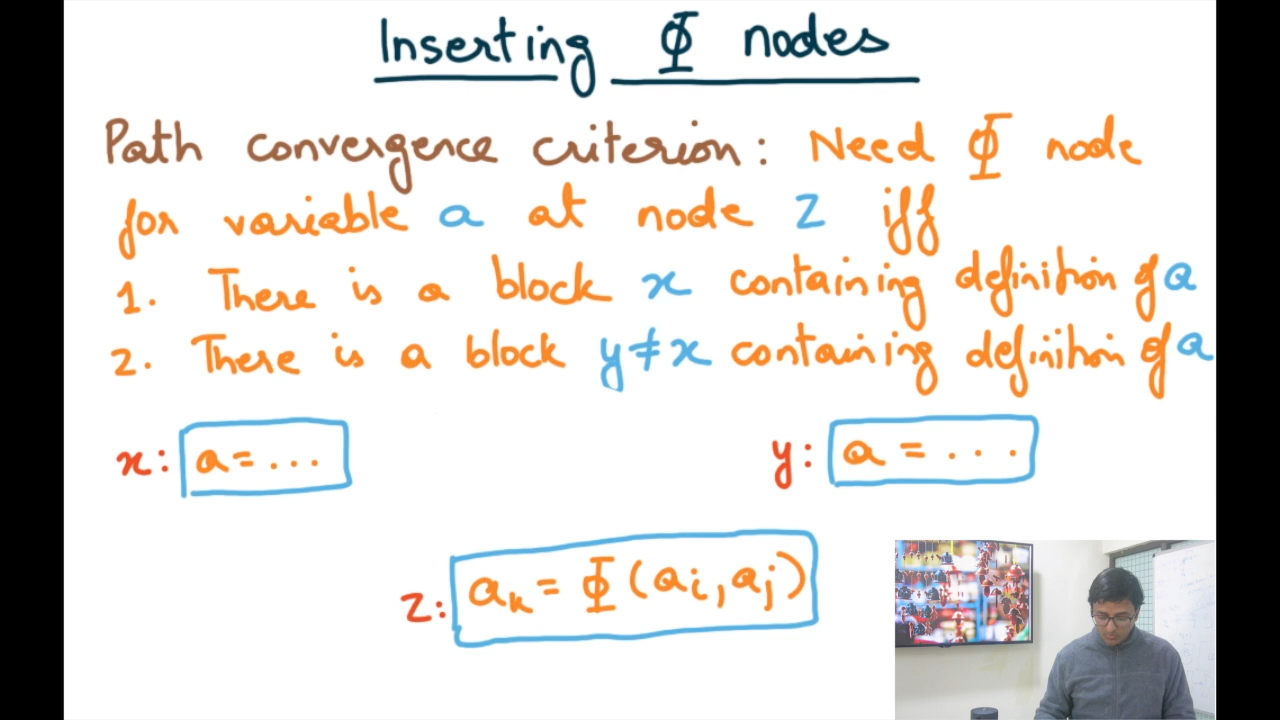 Inserting Φ nodes
Path convergence criterion: Need Φ node
for variable a at node z iff
1. There is a block x containing definition of a
2. There is a block y≠x containing definition of a
x: a = ...
y: a = ...
z: aₖ = Φ(aᵢ, aⱼ)